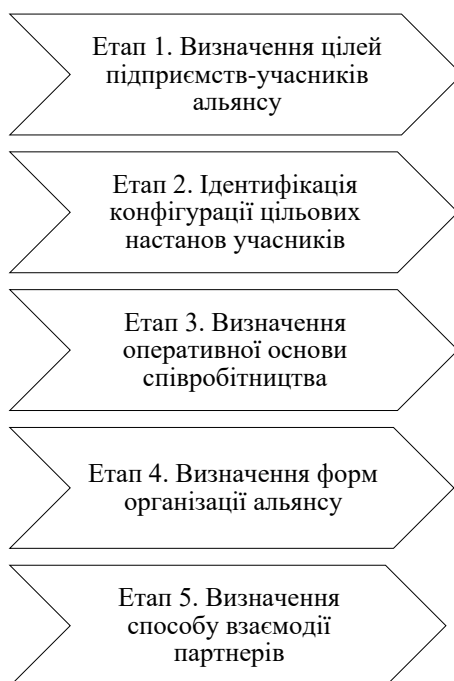 Етап 1. Визначення цілей
підприємств-учасників
альянсу
Етап 2. Ідентифікація
конфігурації цільових
настанов учасників
Етап 3. Визначення
оперативної основи
співробітництва
Етап 4. Визначення форм
організації альянсу
Етап 5. Визначення
способу взаємодії
партнерів